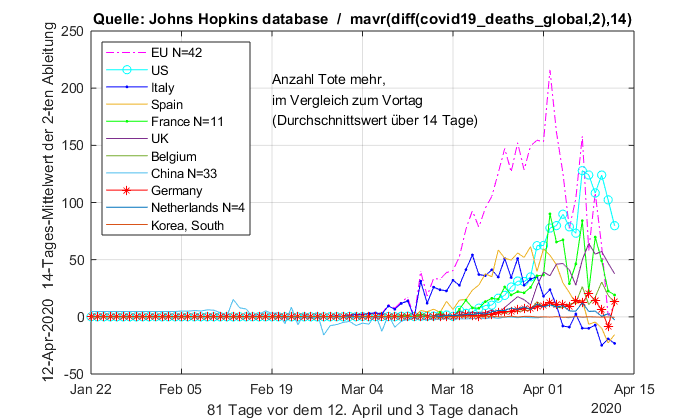 Quelle: Johns Hopkins database / mavr(diff(covid19_deaths_global,2),14)
12-Apr-2020 14-Tages-Mittelwert der 2-ten Ableitung
250
200
150
100
50
0
-50
EU N=42
US
Italy
Spain
France N=11
UK
Belgium
China N=33
Germany
Netherlands N=4
Korea, South
Anzahl Tote mehr,
im Vergleich zum Vortag
(Durchschnittswert über 14 Tage)
Jan 22 Feb 05 Feb 19 Mar 04 Mar 18 Apr 01 Apr 15
2020
81 Tage vor dem 12. April und 3 Tage danach